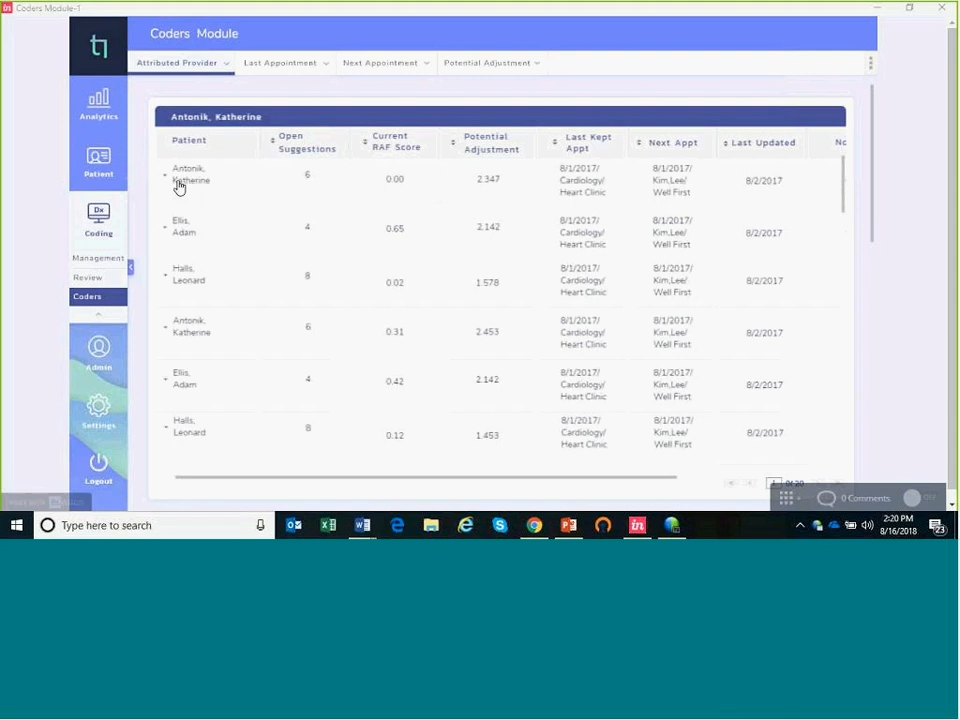 Coders Module-1
Coders Module
Attributed Provider Last Appointment Next Appointment Potential Adjustment
Analytics
Patient
Dx
Coding
Management
Review
Coders
Admin
Settings
Logout
Antonik, Katherine
Patient Open Suggestions Current RAF Score Potential Adjustment Last Kept Appt Next Appt Last Updated No
Antonik, Katherine 6 0.00 2.347 8/1/2017/ Cardiology/ Heart Clinic 8/1/2017/ Kim,Lee/ Well First 8/2/2017
Ellis, Adam 4 0.65 2.142 8/1/2017/ Cardiology/ Heart Clinic 8/1/2017/ Kim,Lee/ Well First 8/2/2017
Halls, Leonard 8 0.02 1.578 8/1/2017/ Cardiology/ Heart Clinic 8/1/2017/ Kim,Lee/ Well First 8/2/2017
Antonik, Katherine 6 0.31 2.453 8/1/2017/ Cardiology/ Heart Clinic 8/1/2017/ Kim,Lee/ Well First 8/2/2017
Ellis, Adam 4 0.42 2.142 8/1/2017/ Cardiology/ Heart Clinic 8/1/2017/ Kim,Lee/ Well First 8/2/2017
Halls, Leonard 8 0.12 1.453 8/1/2017/ Cardiology/ Heart Clinic 8/1/2017/ Kim,Lee/ Well First 8/2/2017
1 of 20
0 Comments
Type here to search
in
2:20 PM
8/16/2018
23